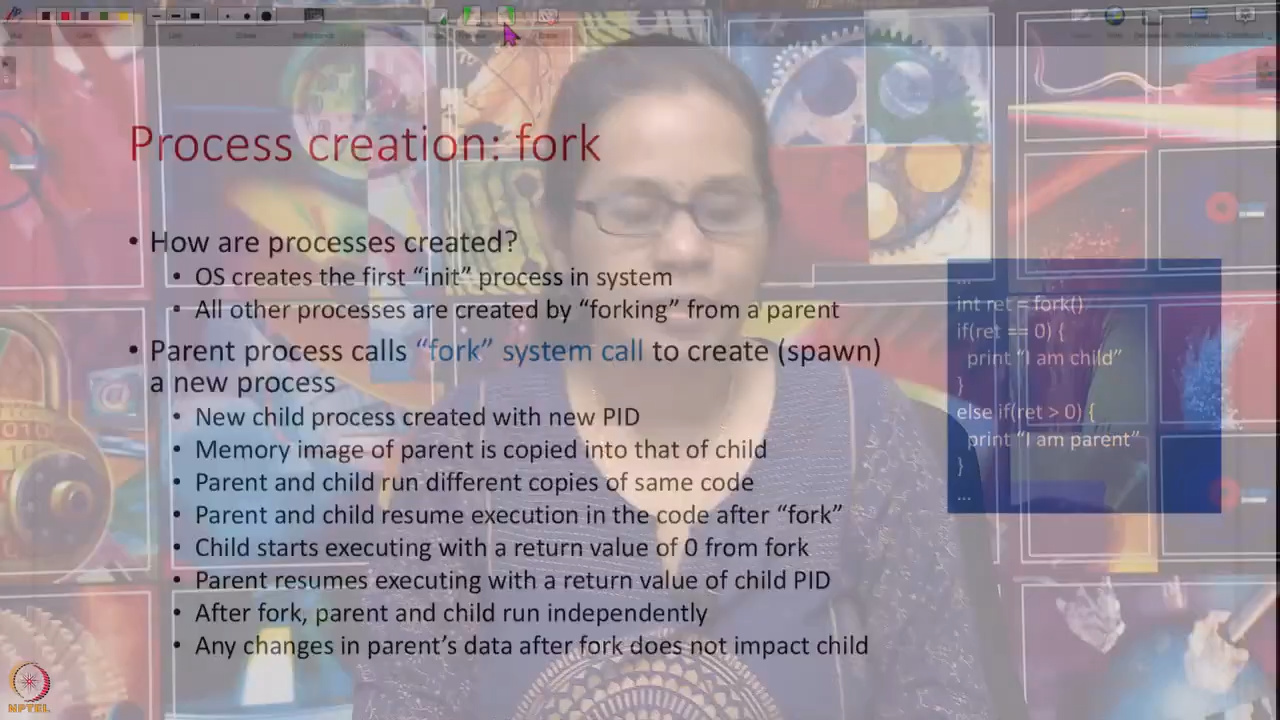 Process creation: fork
• How are processes created?
• OS creates the first “init” process in system
• All other processes are created by “forking” from a parent
• Parent process calls “fork” system call to create (spawn)
a new process
• New child process created with new PID
• Memory image of parent is copied into that of child
• Parent and child run different copies of same code
• Parent and child resume execution in the code after “fork”
• Child starts executing with a return value of 0 from fork
• Parent resumes executing with a return value of child PID
• After fork, parent and child run independently
• Any changes in parent’s data after fork does not impact child
...
int ret = fork()
if(ret == 0) {
print “I am child”
}
else if(ret > 0) {
print “I am parent”
}
...
NPTEL